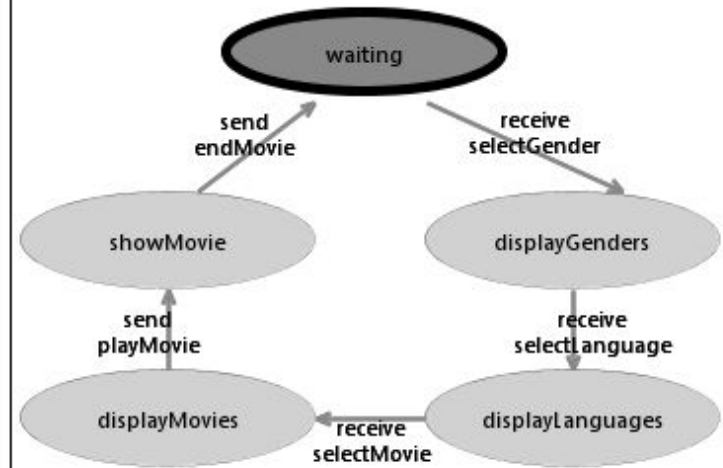 waiting
send
endMovie
receive
selectGender
showMovie
displayGenders
send
playMovie
receive
selectLanguage
displayMovies
displayLanguages
receive
selectMovie